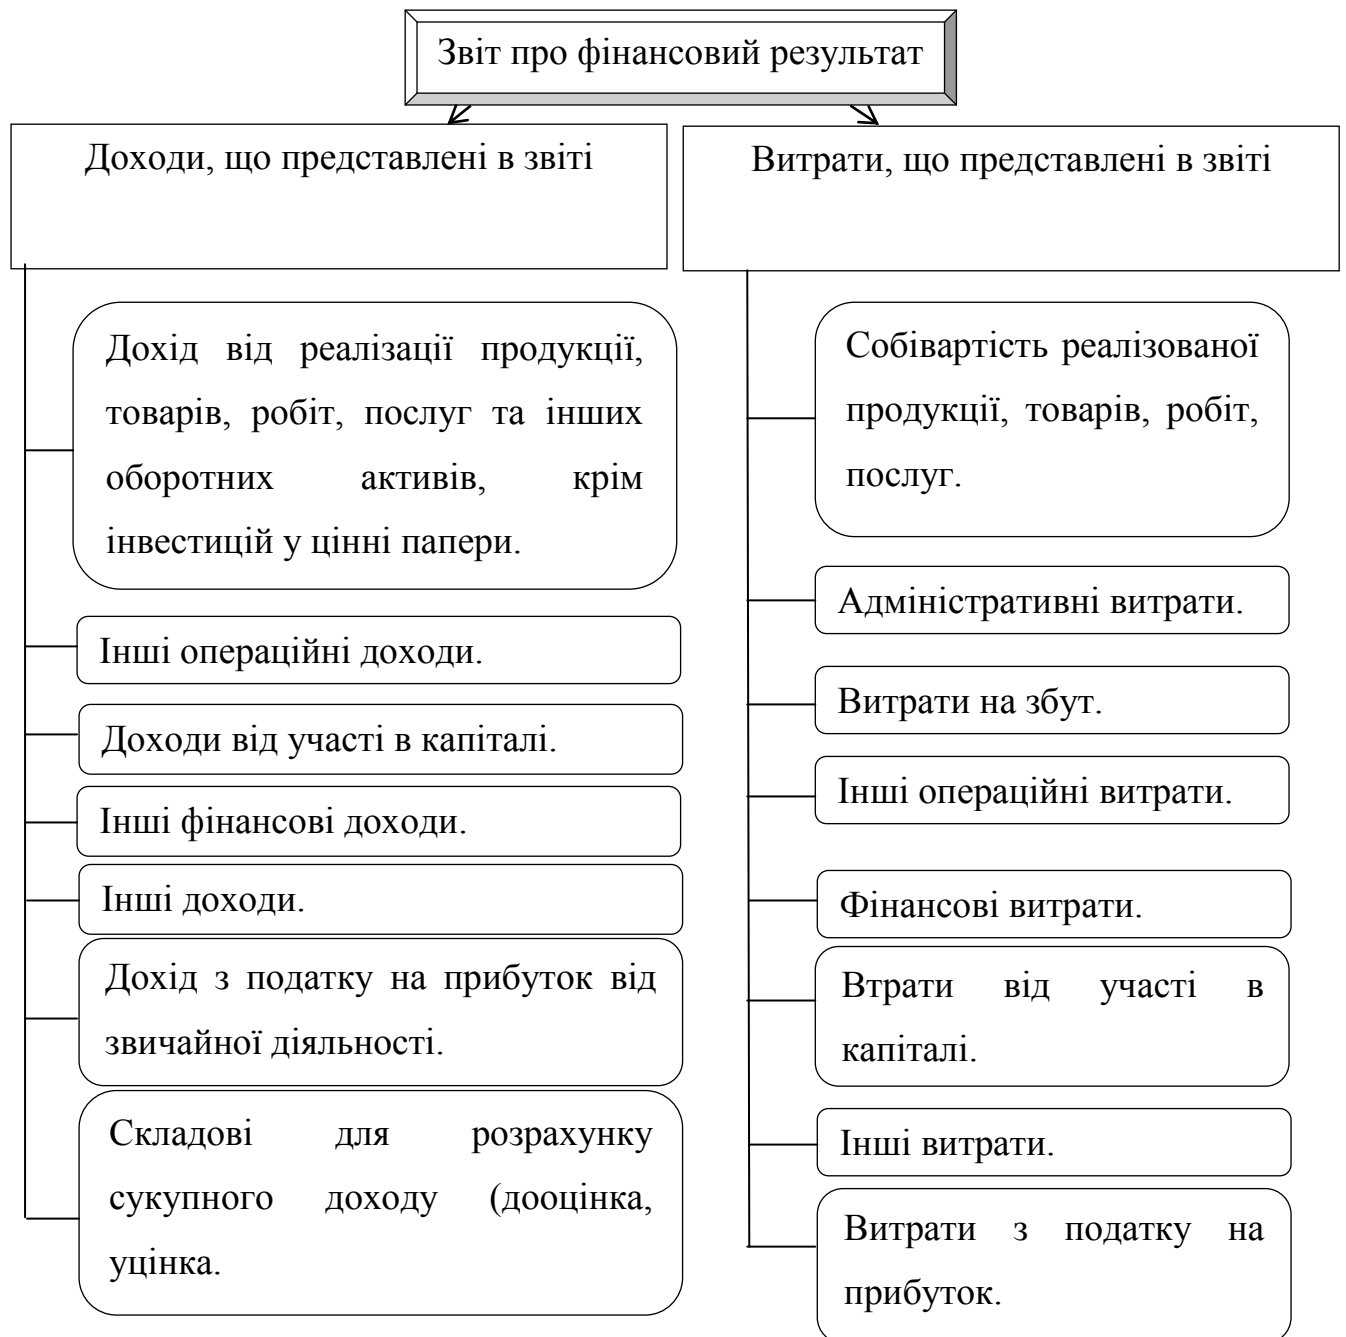 Звіт про фінансовий результат
Доходи, що представлені в звіті
Дохід від реалізації продукції,
товарів, робіт, послуг та інших
оборотних активів, крім
інвестицій у цінні папери.
Інші операційні доходи.
Доходи від участі в капіталі.
Інші фінансові доходи.
Інші доходи.
Дохід з податку на прибуток від
звичайної діяльності.
Складові для розрахунку
сукупного доходу (дооцінка,
уцінка.
Витрати, що представлені в звіті
Собівартість реалізованої
продукції, товарів, робіт,
послуг.
Адміністративні витрати.
Витрати на збут.
Інші операційні витрати.
Фінансові витрати.
Втрати від участі в
капіталі.
Інші витрати.
Витрати з податку на
прибуток.